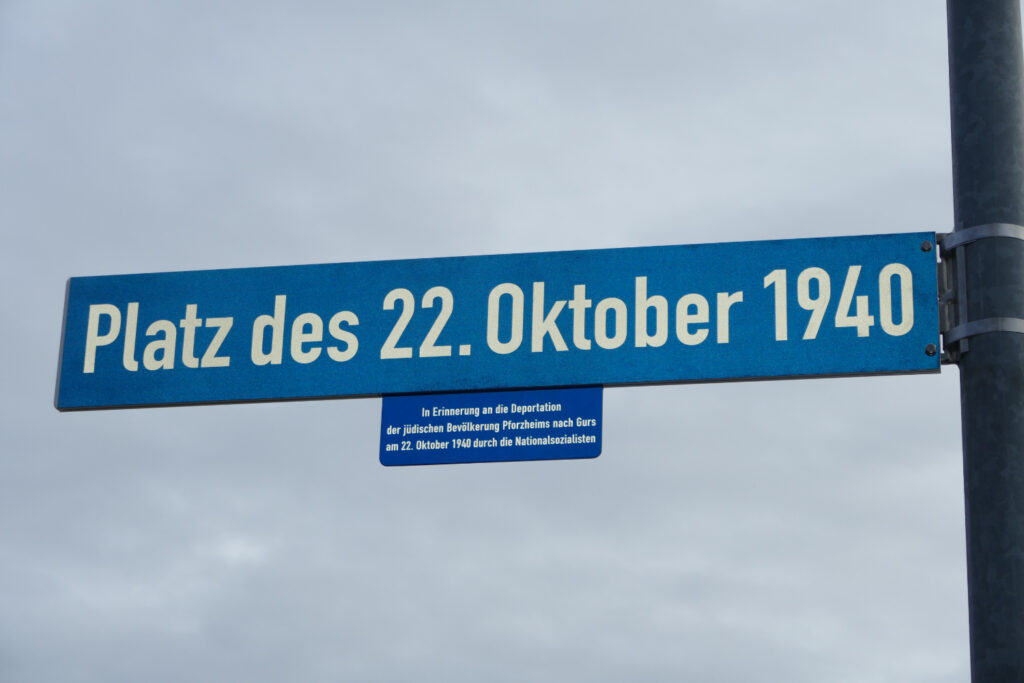 Platz des 22. Oktober 1940
In Erinnerung an die Deportation
der jüdischen Bevölkerung Pforzheims nach Gurs
am 22. Oktober 1940 durch die Nationalsozialisten